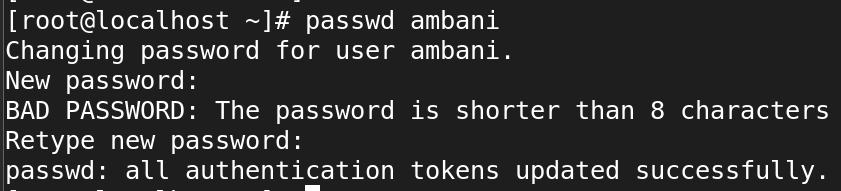 [root@localhost ~]# passwd ambani
Changing password for user ambani.
New password:
BAD PASSWORD: The password is shorter than 8 characters
Retype new password:
passwd: all authentication tokens updated successfully.